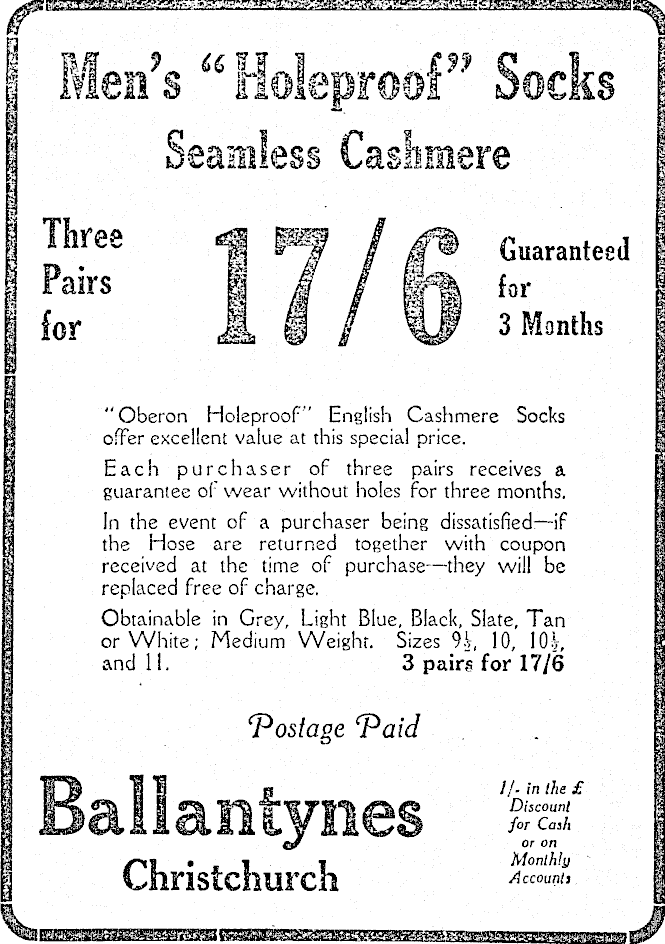 Men's "Holeproof" Socks
Seamless Cashmere
Three
Pairs
for
17/6
Guaranteed
for
3 Months
"Oberon Holeproof" English Cashmere Socks
offer excellent value at this special price.
Each purchaser of three pairs receives a
guarantee of wear without holes for three months.
In the event of a purchaser being dissatisfied—if
the Hose are returned together with coupon
received at the time of purchase—they will be
replaced free of charge.
Obtainable in Grey, Light Blue, Black, Slate, Tan
or White; Medium Weight. Sizes 9½, 10, 10½,
and 11. 3 pairs for 17/6
Postage Paid
Ballantynes
Christchurch
1/- in the £
Discount
for Cash
or on
Monthly
Accounts